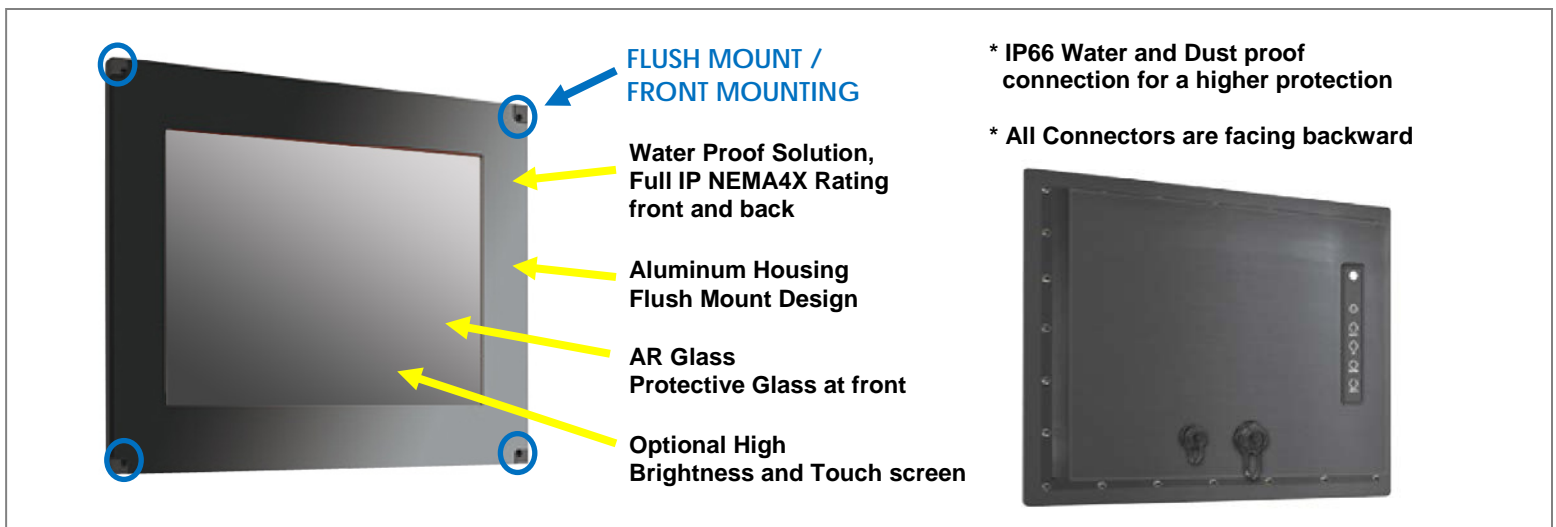 FLUSH MOUNT /
FRONT MOUNTING
Water Proof Solution,
Full IP NEMA4X Rating
front and back
Aluminum Housing
Flush Mount Design
AR Glass
Protective Glass at front
Optional High
Brightness and Touch screen
* IP66 Water and Dust proof
connection for a higher protection
* All Connectors are facing backward